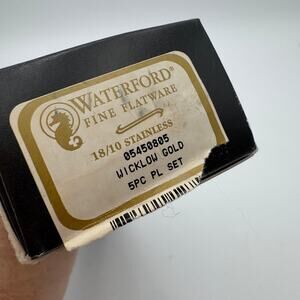 WATERFORD®
FINE FLATWARE
18/10 STAINLESS
05450805
WICKLOW GOLD
5PC PL SET